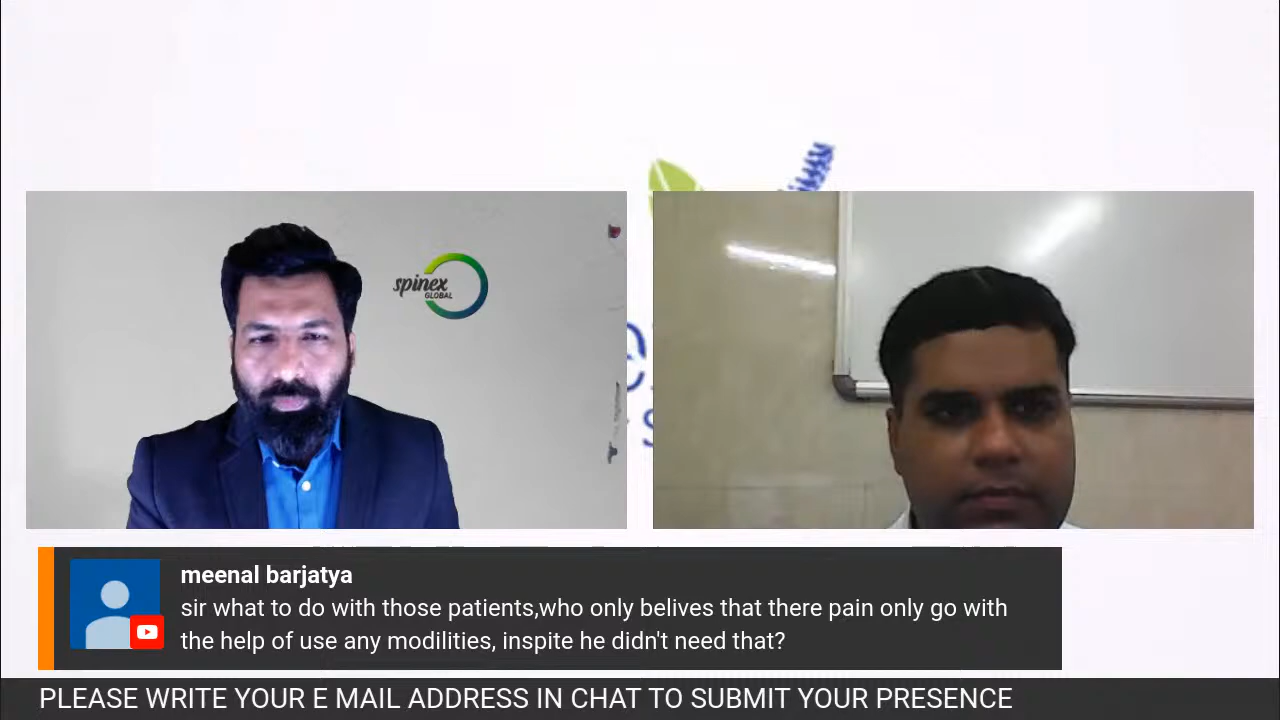 spinex
GLOBAL
meenal barjatya
sir what to do with those patients,who only belives that there pain only go with
the help of use any modilities, inspite he didn't need that?
PLEASE WRITE YOUR E MAIL ADDRESS IN CHAT TO SUBMIT YOUR PRESENCE